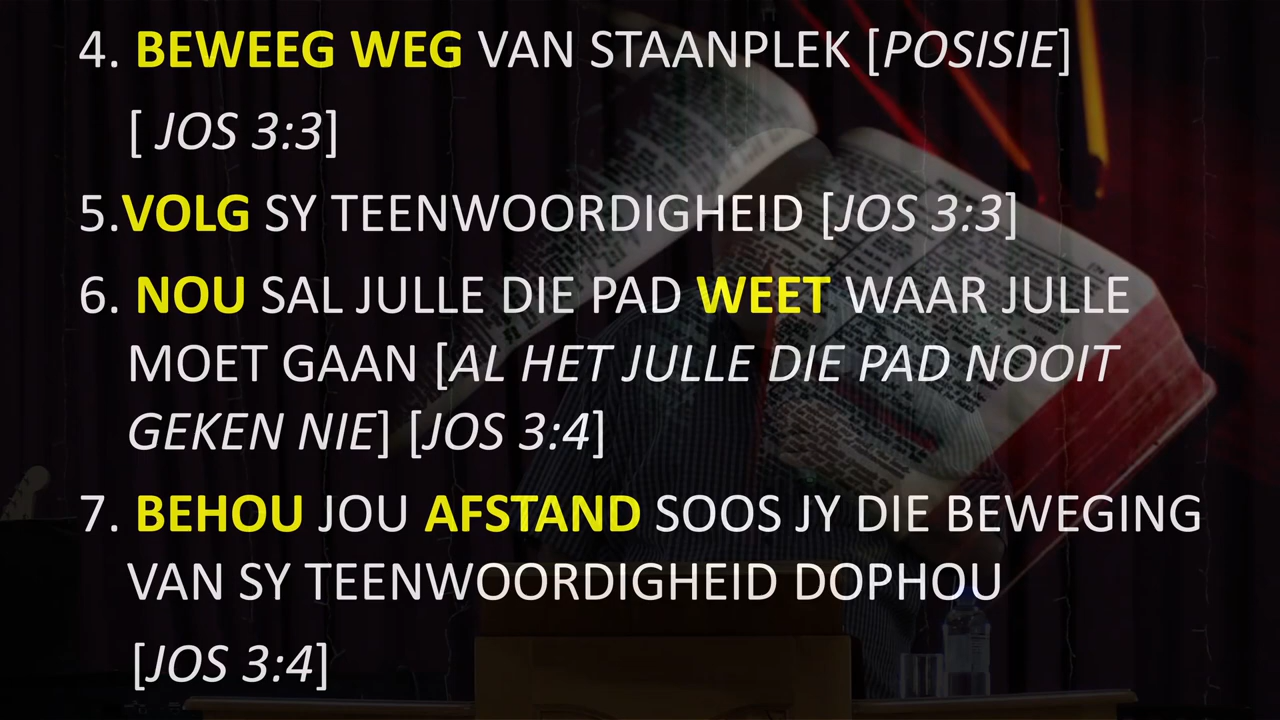 4. BEWEEG WEG VAN STAANPLEK [POSISIE]
[ JOS 3:3]
5.VOLG SY TEENWOORDIGHEID [JOS 3:3]
6. NOU SAL JULLE DIE PAD WEET WAAR JULLE
MOET GAAN [AL HET JULLE DIE PAD NOOIT
GEKEN NIE] [JOS 3:4]
7. BEHOU JOU AFSTAND SOOS JY DIE BEWEGING
VAN SY TEENWOORDIGHEID DOPHOU
[JOS 3:4]